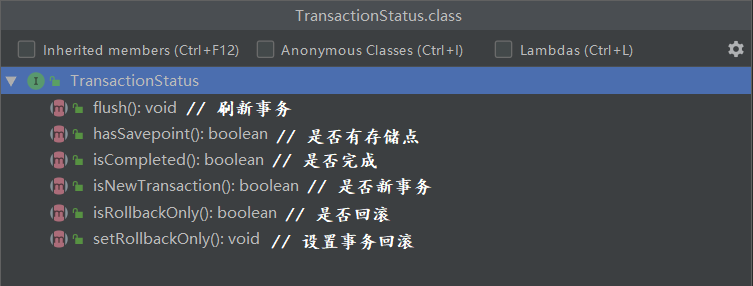 TransactionStatus.class
Inherited members (Ctrl+F12) Anonymous Classes (Ctrl+I) Lambdas (Ctrl+L)
I TransactionStatus
m flush(): void // 刷新事务
m hasSavepoint(): boolean // 是否有存储点
m isCompleted(): boolean // 是否完成
m isNewTransaction(): boolean // 是否新事务
m isRollbackOnly(): boolean // 是否回滚
m setRollbackOnly(): void // 设置事务回滚